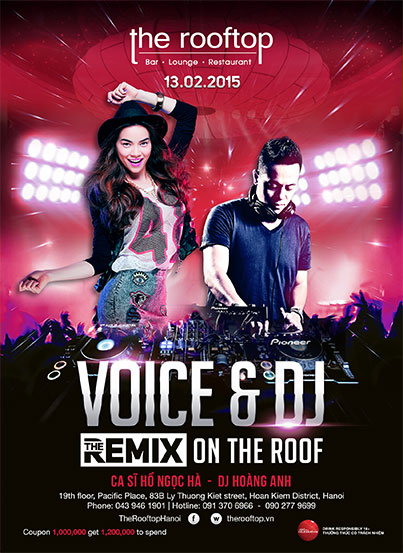 the rooftop
Bar · Lounge · Restaurant
13.02.2015
Pioneer
VOICE & DJ
THE REMIX ON THE ROOF
CA SĨ HỒ NGỌC HÀ - DJ HOÀNG ANH
19th floor, Pacific Place, 83B Ly Thuong Kiet street, Hoan Kiem District, Hanoi
Phone: 043 946 1901 | Hotline: 091 370 6966 - 090 277 9699
TheRooftopHanoi f w www.therooftop.vn
Coupon 1,000,000 get 1,200,000 to spend
DRINK RESPONSIBLY 18+
THƯỞNG THỨC CÓ TRÁCH NHIỆM